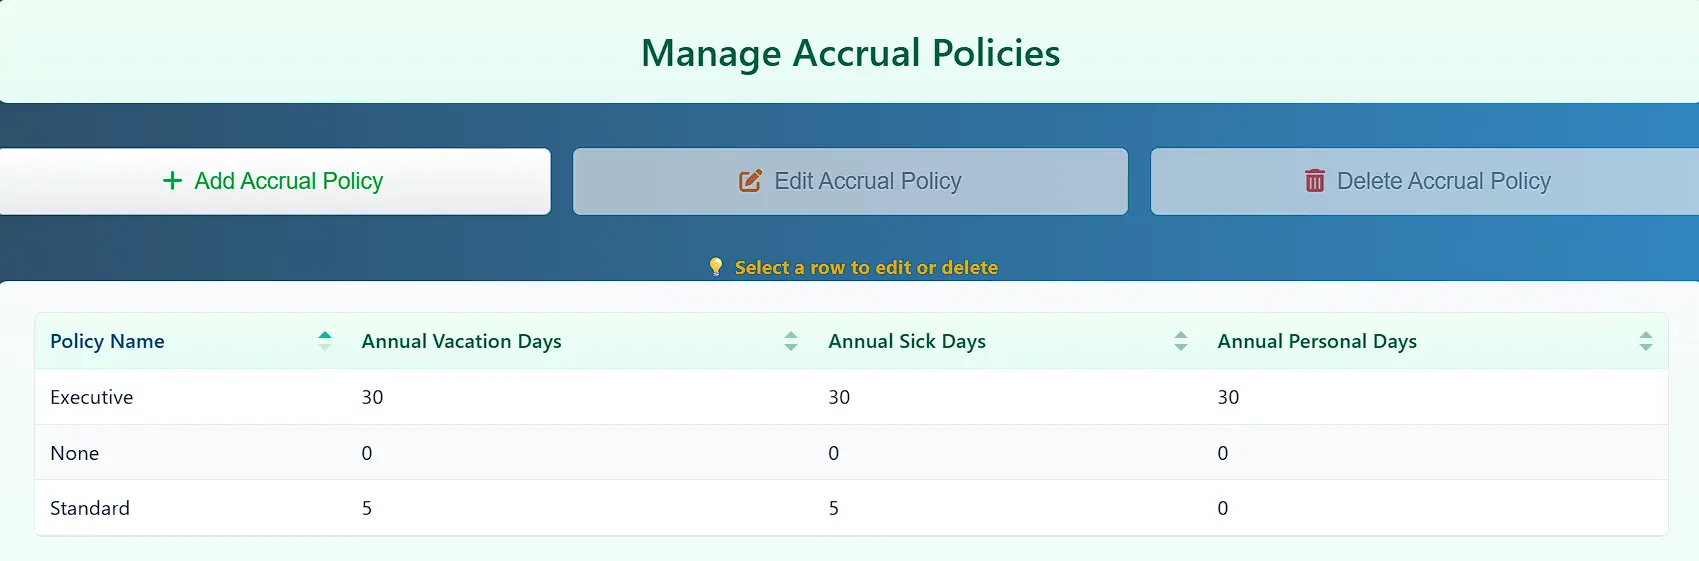 Manage Accrual Policies
Add Accrual Policy Edit Accrual Policy Delete Accrual Policy
Select a row to edit or delete
Policy Name Annual Vacation Days Annual Sick Days Annual Personal Days
Executive 30 30 30
None 0 0 0
Standard 5 5 0